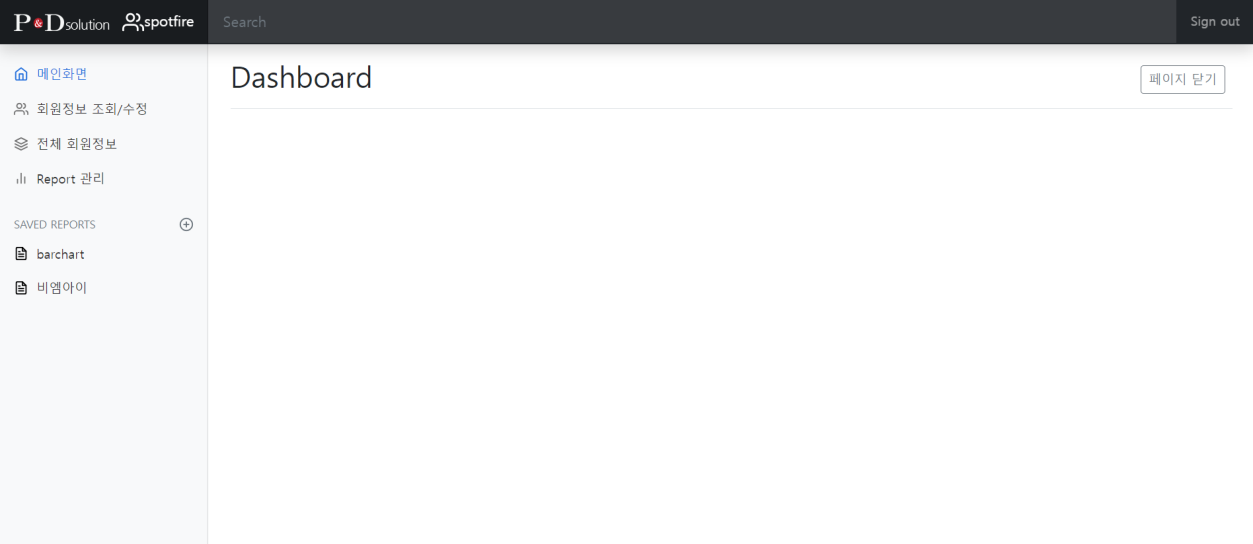 P&Dsolution spotfire Search Sign out
메인화면
회원정보 조회/수정
전체 회원정보
Report 관리
SAVED REPORTS
barchart
비엠아이
Dashboard 페이지 닫기